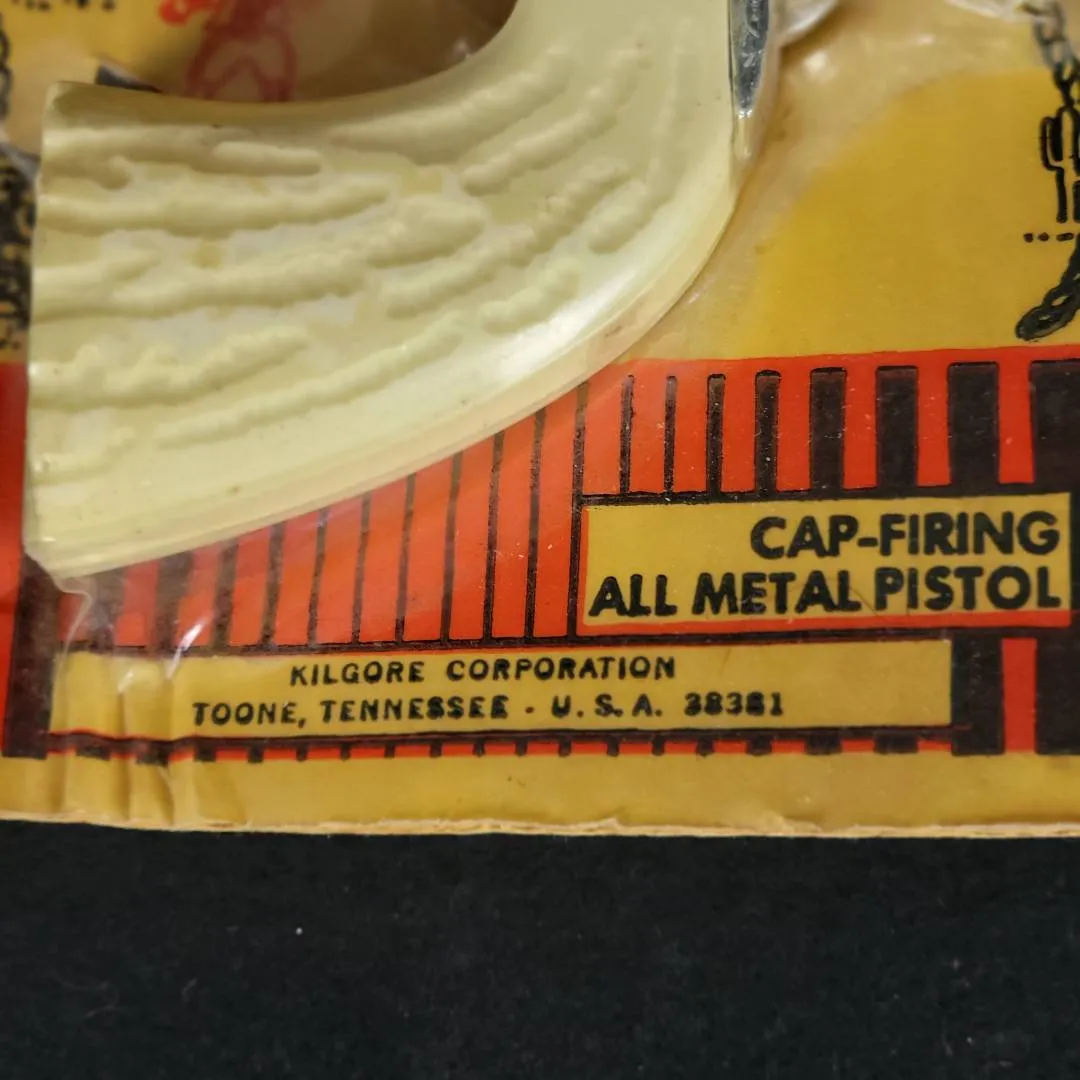 CAP-FIRING
ALL METAL PISTOL
KILGORE CORPORATION
TOONE, TENNESSEE - U. S. A. 38381